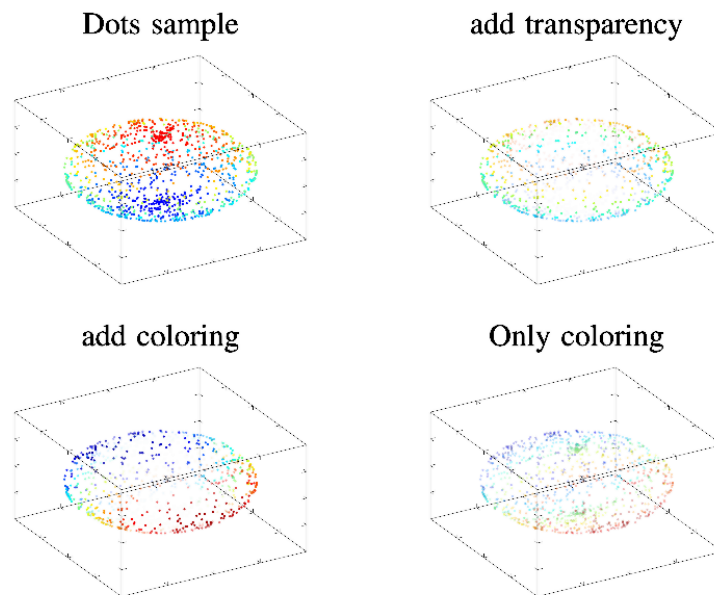 Dots sample
add transparency
add coloring
Only coloring